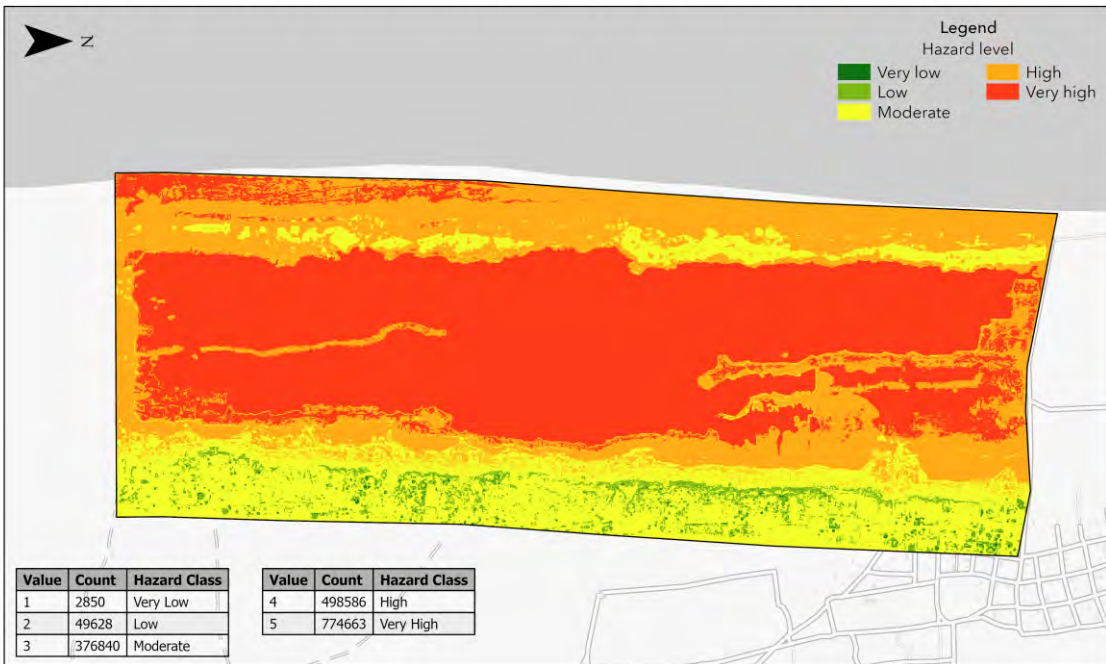 Legend
Hazard level
Very low
High
Low
Very high
Moderate
N
Value Count Hazard Class
1 2850 Very Low
2 49628 Low
3 376840 Moderate
Value Count Hazard Class
4 498586 High
5 774663 Very High